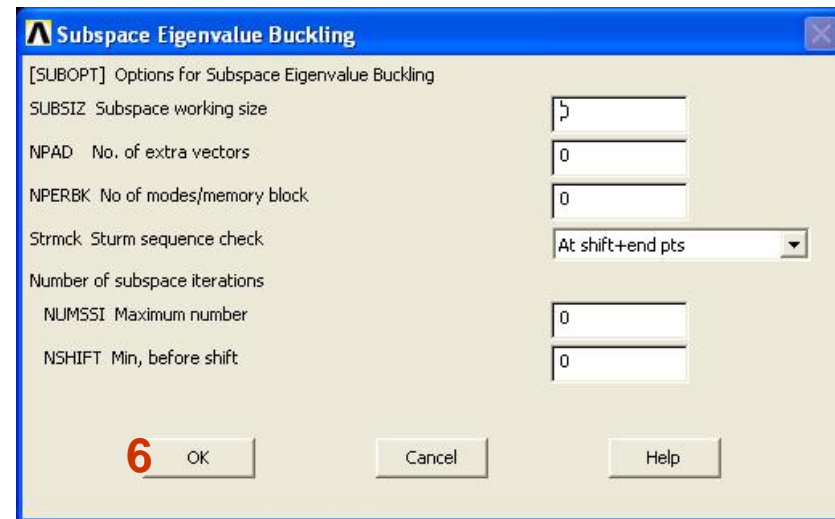 Subspace Eigenvalue Buckling
[SUBOPT] Options for Subspace Eigenvalue Buckling
SUBSIZ Subspace working size
NPAD No. of extra vectors
0
NPERBK No of modes/memory block
0
Strmck Sturm sequence check
At shift+end pts
Number of subspace iterations
NUMSSI Maximum number
0
NSHIFT Min, before shift
0
6 OK Cancel Help